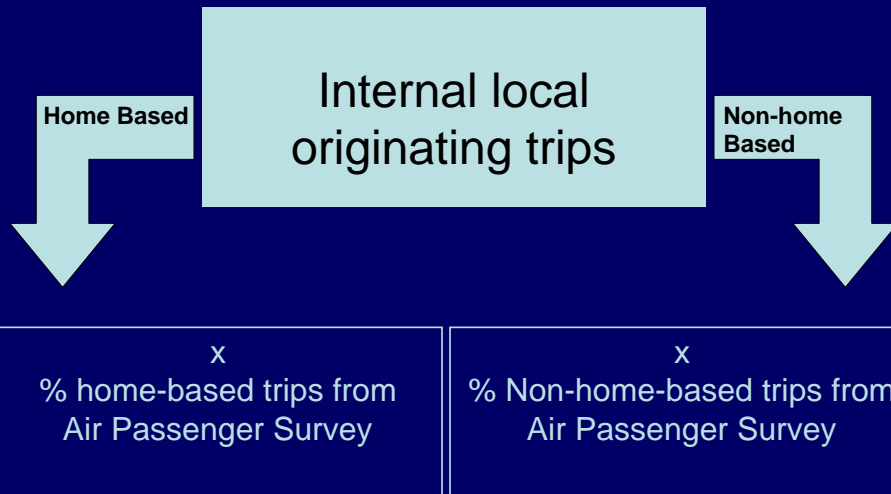 Internal local
originating trips
Home Based
Non-home
Based
x
% home-based trips from
Air Passenger Survey
x
% Non-home-based trips from
Air Passenger Survey